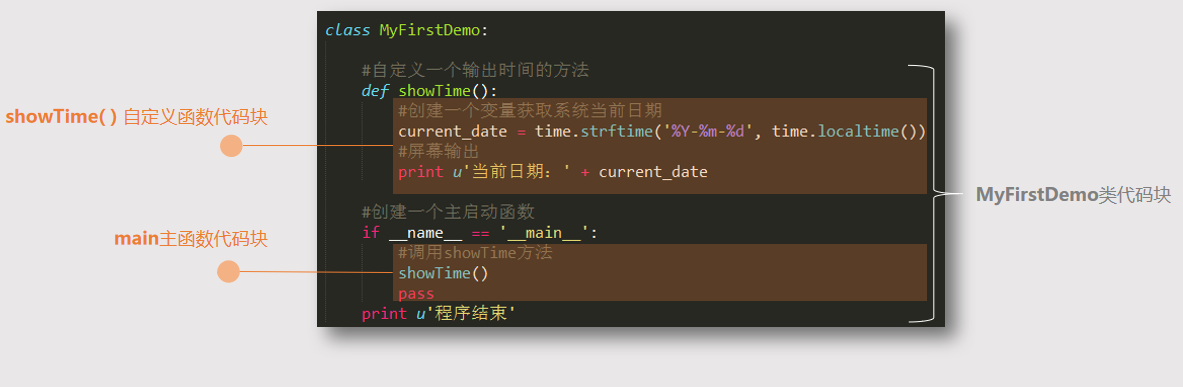 class MyFirstDemo:
#自定义一个输出时间的方法
def showTime():
showTime( ) 自定义函数代码块
#创建一个变量获取系统当前日期
current_date = time.strftime('%Y-%m-%d', time.localtime())
#屏幕输出
print u'当前日期: ' + current_date
MyFirstDemo类代码块
#创建一个主启动函数
if __name__ == '__main__':
main主函数代码块
#调用showTime方法
showTime()
pass
print u'程序结束'